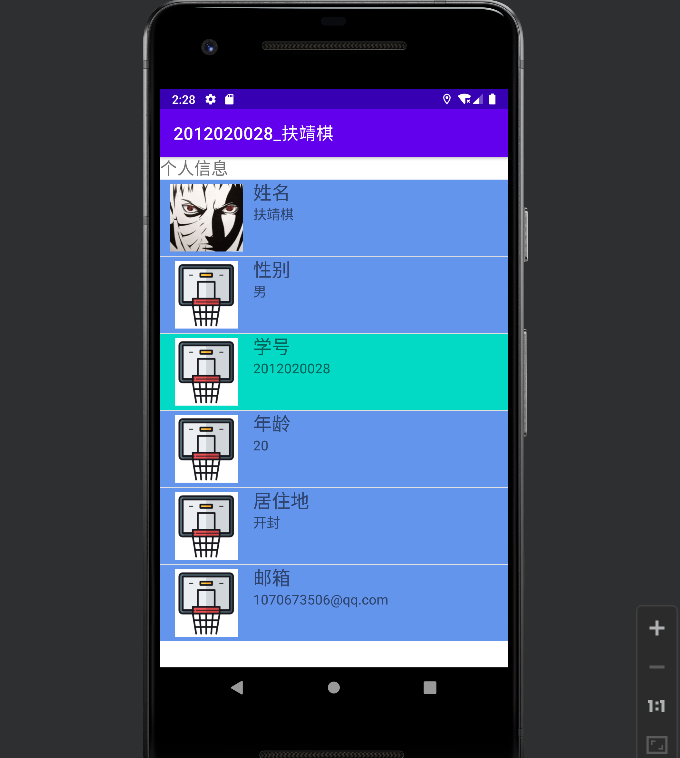 2:28
2012020028_扶靖棋
个人信息
姓名
扶靖棋
性别
男
学号
2012020028
年龄
20
居住地
开封
邮箱
1070673506@qq.com
1:1